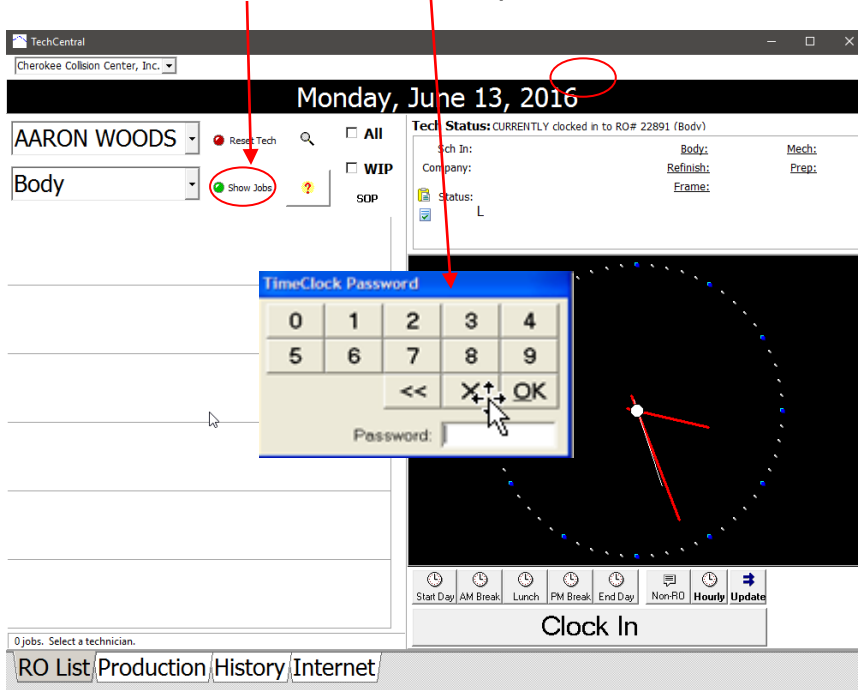 TechCentral
Cherokee Collision Center, Inc.
Monday, June 13, 2016
AARON WOODS
Reset Tech
All
Body
Show Jobs
?
WIP
SOP
Tech Status: CURRENTLY clocked in to RO# 22891 (Body)
Sch In:
Body:
Mech:
Company:
Refinish:
Prep:
Frame:
Status:
L
TimeClock Password
0 1 2 3 4
5 6 7 8 9
<< X OK
Password:
Start Day AM Break Lunch PM Break End Day Non-RO Hourly Update
Clock In
0 jobs. Select a technician.
RO List Production History Internet